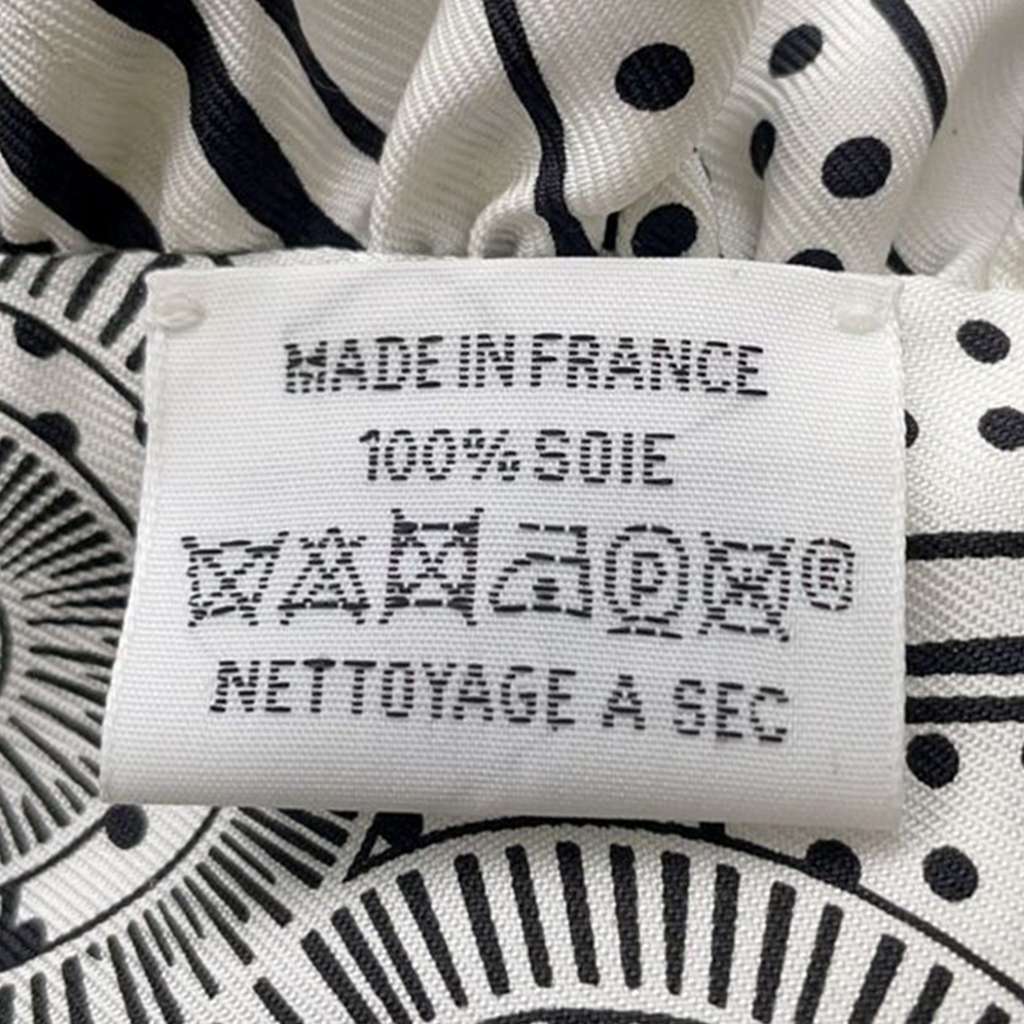 MADE IN FRANCE
100% SOIE
P ®
NETTOYAGE A SEC